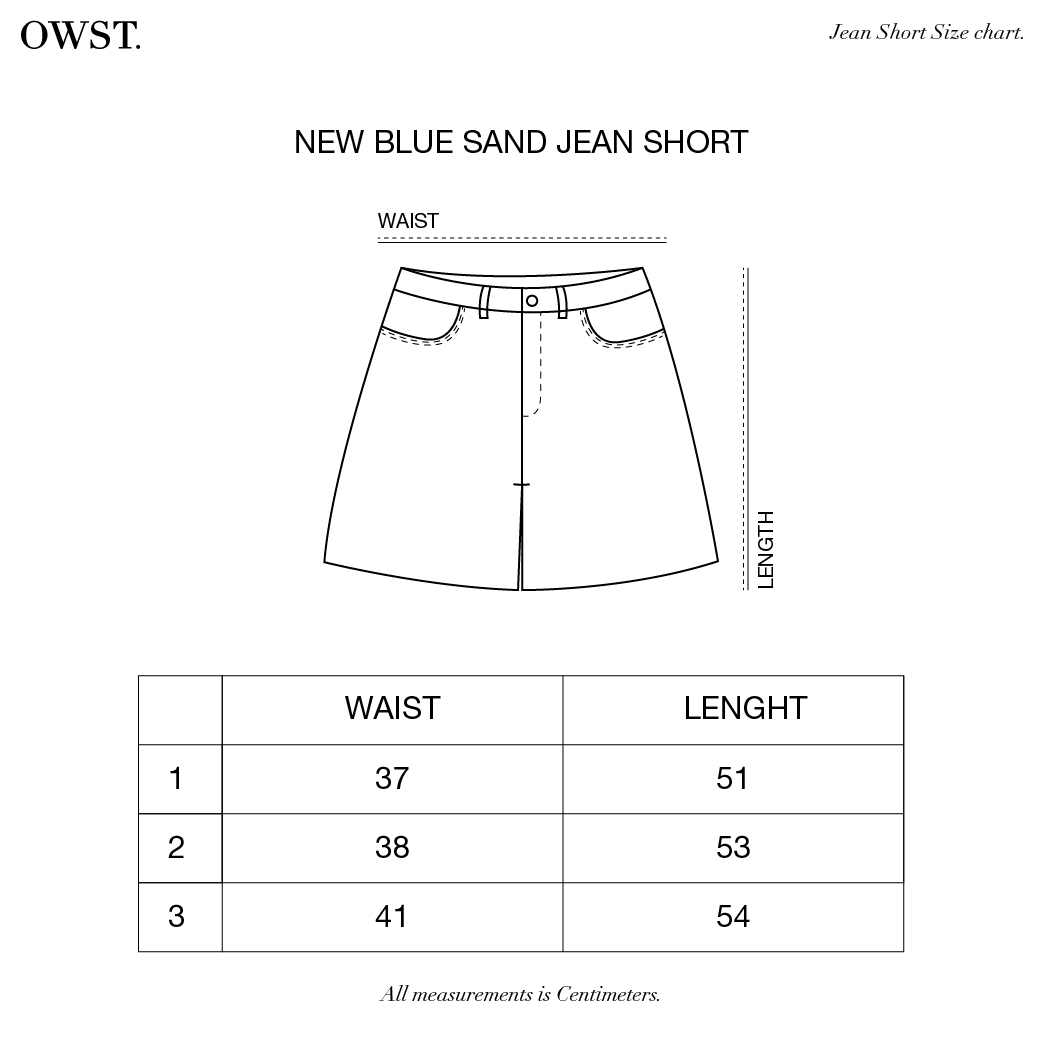 OWST.
Jean Short Size chart.
NEW BLUE SAND JEAN SHORT
WAIST
LENGTH
WAIST LENGHT
1 37 51
2 38 53
3 41 54
All measurements is Centimeters.